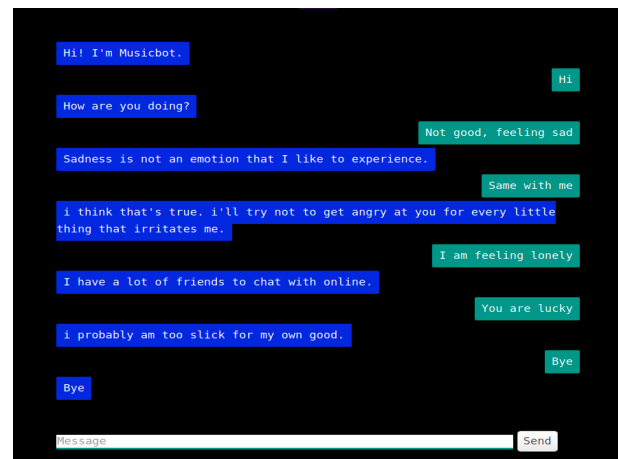 Hi! I'm Musicbot.
Hi
How are you doing?
Not good, feeling sad
Sadness is not an emotion that I like to experience.
Same with me
i think that's true. i'll try not to get angry at you for every little
thing that irritates me.
I am feeling lonely
I have a lot of friends to chat with online.
You are lucky
i probably am too slick for my own good.
Bye
Bye
Message
Send